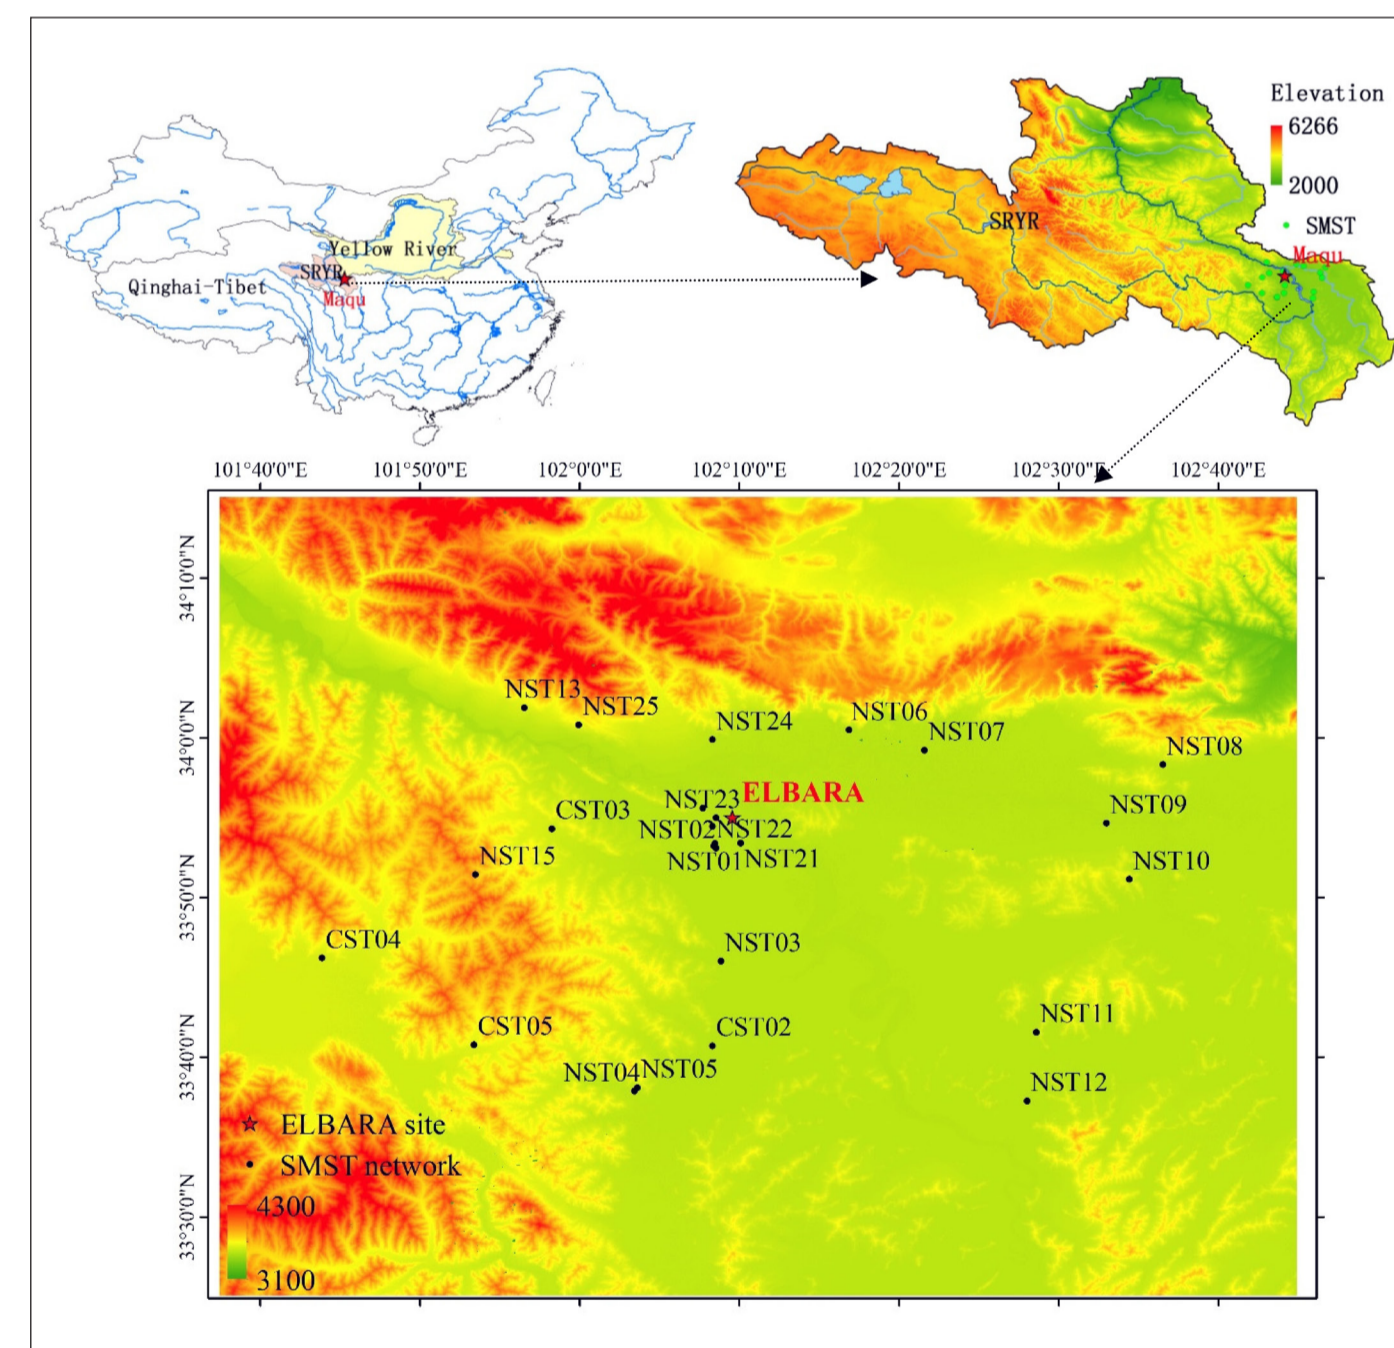 Elevation
6266
2000
SMST
Maqu
SRYR
Yellow River
SRYR
Qinghai-Tibet
Maqu
101°40'0"E 101°50'0"E 102°0'0"E 102°10'0"E 102°20'0"E 102°30'0"E 102°40'0"E
34°10'0"N
34°0'0"N
33°50'0"N
33°40'0"N
33°30'0"N
NST13
NST25
NST24
NST06
NST07
NST08
NST23
ELBARA
CST03
NST02
NST22
NST09
NST15
NST01
NST21
NST10
CST04
NST03
NST11
CST05
CST02
NST04
NST05
NST12
ELBARA site
SMST network
4300
3100